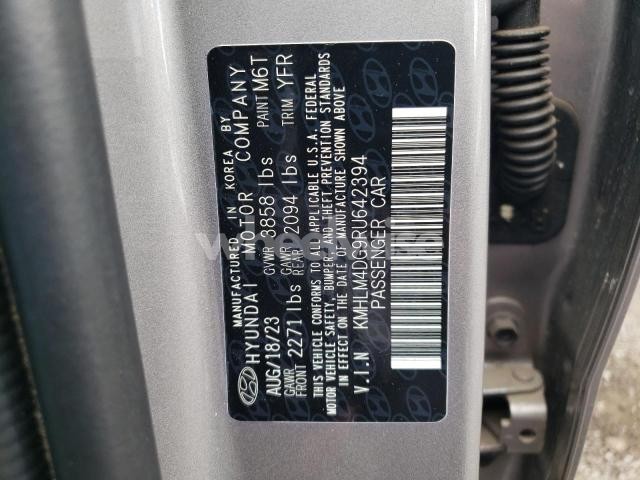 MANUFACTURED IN KOREA BY
HYUNDAI MOTOR COMPANY
AUG/18/23 GVWR 3858 lbs PAINT M6T
GAWR FRONT 2271 lbs GAWR REAR 2094 lbs TRIM YFR
THIS VEHICLE CONFORMS TO ALL APPLICABLE U.S.A. FEDERAL
MOTOR VEHICLE SAFETY, BUMPER, AND THEFT PREVENTION STANDARDS
IN EFFECT ON THE DATE OF MANUFACTURE SHOWN ABOVE
V.I.N KMHLM4DG9RU642394
PASSENGER CAR